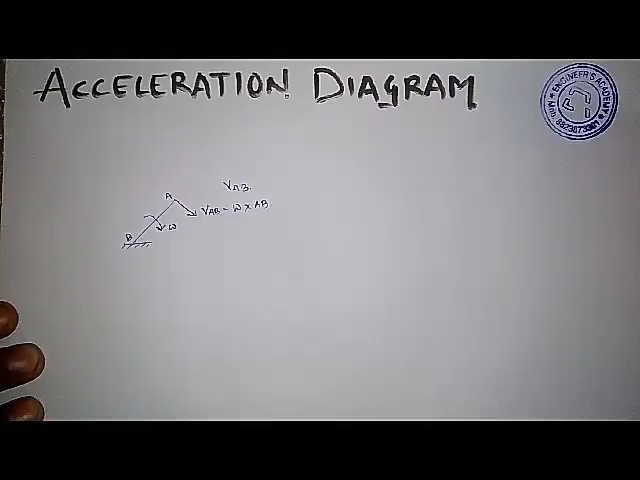 ACCELERATION DIAGRAM
ENGINEER'S ACADEMY
VAB.
A
VAB = ω × AB.
ω
B